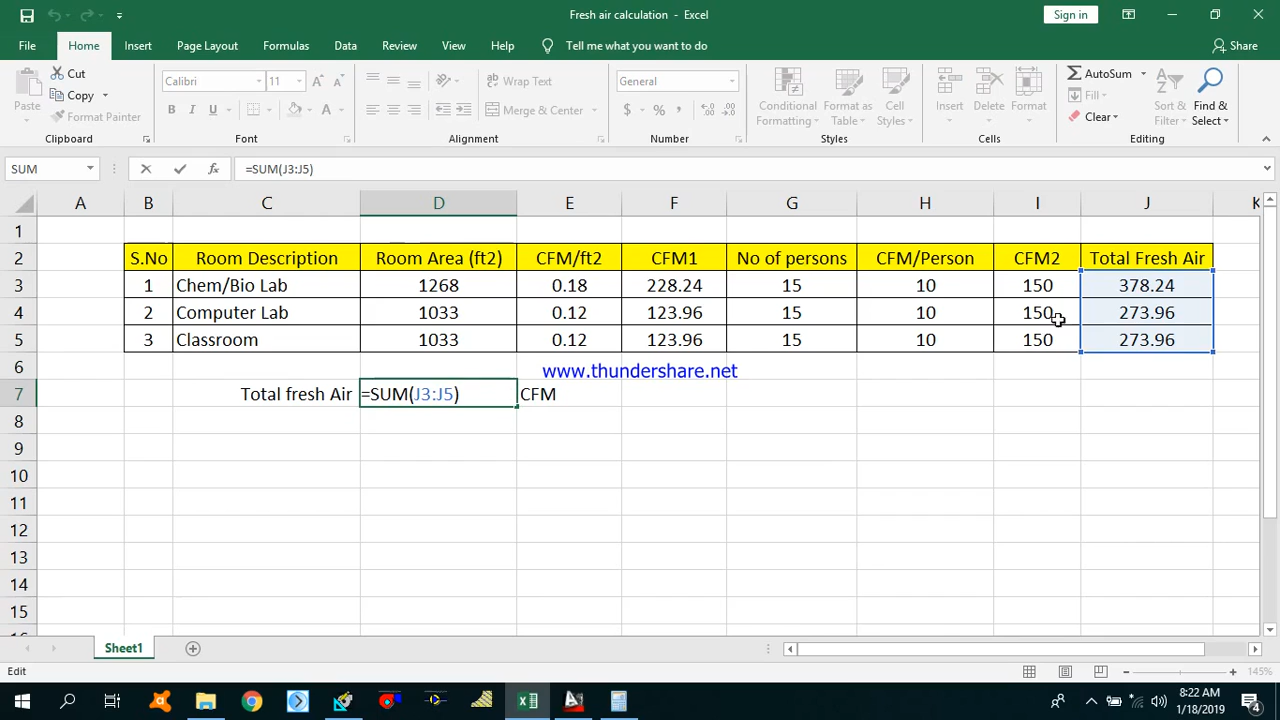 Fresh air calculation - Excel
Sign in
File Home Insert Page Layout Formulas Data Review View Help Tell me what you want to do Share
Paste Cut Copy Format Painter Clipboard
Calibri 11 B I U A Font
Wrap Text Merge & Center Alignment
General $ % , Number
Conditional Formatting Format as Table Cell Styles Styles
Insert Delete Format Cells
AutoSum Fill Clear Sort & Filter Find & Select Editing
SUM fx =SUM(J3:J5)
A B C D E F G H I J K
1
2 S.No Room Description Room Area (ft2) CFM/ft2 CFM1 No of persons CFM/Person CFM2 Total Fresh Air
3 1 Chem/Bio Lab 1268 0.18 228.24 15 10 150 378.24
4 2 Computer Lab 1033 0.12 123.96 15 10 150 273.96
5 3 Classroom 1033 0.12 123.96 15 10 150 273.96
6 www.thundershare.net
7 Total fresh Air =SUM(J3:J5) CFM
8
9
10
11
12
13
14
15
Sheet1
Edit 145%
8:22 AM
1/18/2019 4